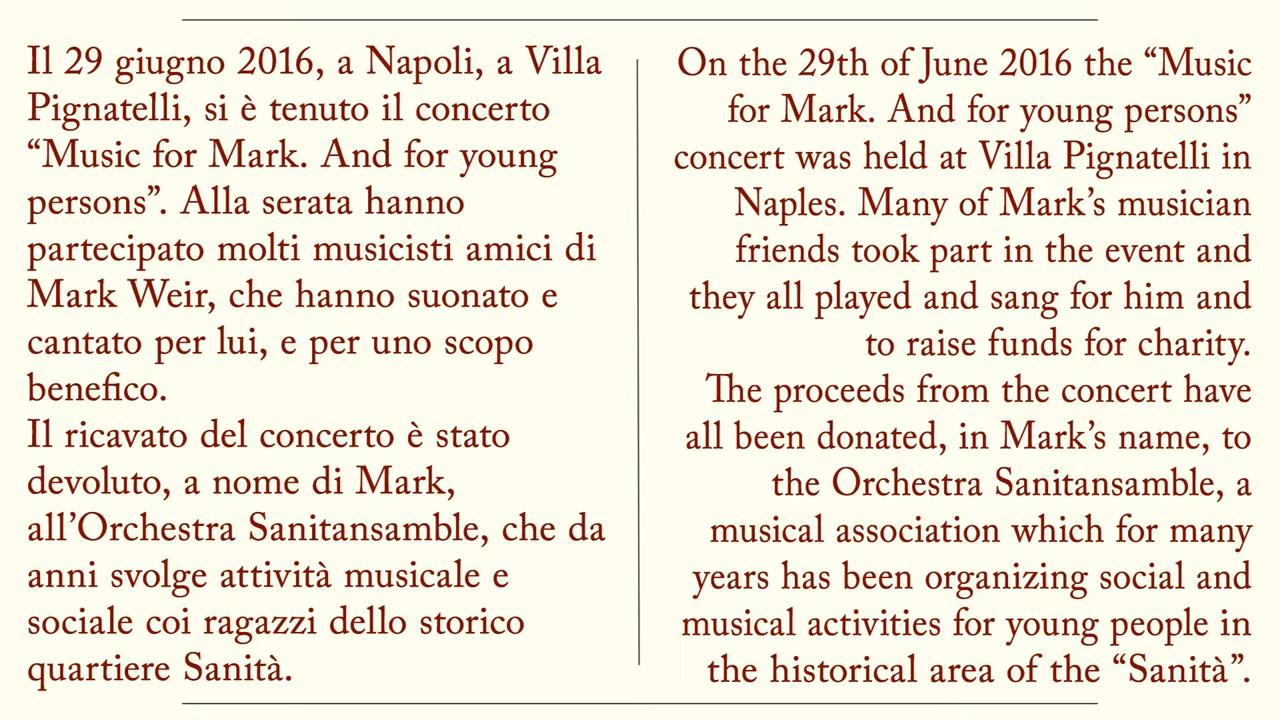 Il 29 giugno 2016, a Napoli, a Villa
Pignatelli, si è tenuto il concerto
“Music for Mark. And for young
persons”. Alla serata hanno
partecipato molti musicisti amici di
Mark Weir, che hanno suonato e
cantato per lui, e per uno scopo
benefico.
Il ricavato del concerto è stato
devoluto, a nome di Mark,
all’Orchestra Sanitansamble, che da
anni svolge attività musicale e
sociale coi ragazzi dello storico
quartiere Sanità.
On the 29th of June 2016 the “Music
for Mark. And for young persons”
concert was held at Villa Pignatelli in
Naples. Many of Mark’s musician
friends took part in the event and
they all played and sang for him and
to raise funds for charity.
The proceeds from the concert have
all been donated, in Mark’s name, to
the Orchestra Sanitansamble, a
musical association which for many
years has been organizing social and
musical activities for young people in
the historical area of the “Sanità”.